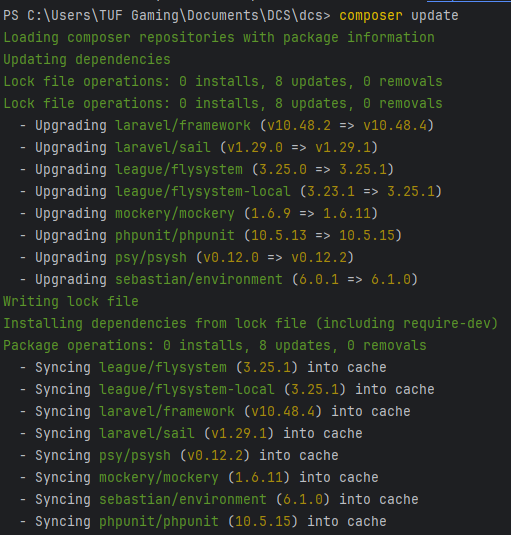 PS C:\Users\TUF Gaming\Documents\DCS\dcs> composer update
Loading composer repositories with package information
Updating dependencies
Lock file operations: 0 installs, 8 updates, 0 removals
Lock file operations: 0 installs, 8 updates, 0 removals
  - Upgrading laravel/framework (v10.48.2 => v10.48.4)
  - Upgrading laravel/sail (v1.29.0 => v1.29.1)
  - Upgrading league/flysystem (3.25.0 => 3.25.1)
  - Upgrading league/flysystem-local (3.23.1 => 3.25.1)
  - Upgrading mockery/mockery (1.6.9 => 1.6.11)
  - Upgrading phpunit/phpunit (10.5.13 => 10.5.15)
  - Upgrading psy/psysh (v0.12.0 => v0.12.2)
  - Upgrading sebastian/environment (6.0.1 => 6.1.0)
Writing lock file
Installing dependencies from lock file (including require-dev)
Package operations: 0 installs, 8 updates, 0 removals
  - Syncing league/flysystem (3.25.1) into cache
  - Syncing league/flysystem-local (3.25.1) into cache
  - Syncing laravel/framework (v10.48.4) into cache
  - Syncing laravel/sail (v1.29.1) into cache
  - Syncing psy/psysh (v0.12.2) into cache
  - Syncing mockery/mockery (1.6.11) into cache
  - Syncing sebastian/environment (6.1.0) into cache
  - Syncing phpunit/phpunit (10.5.15) into cache